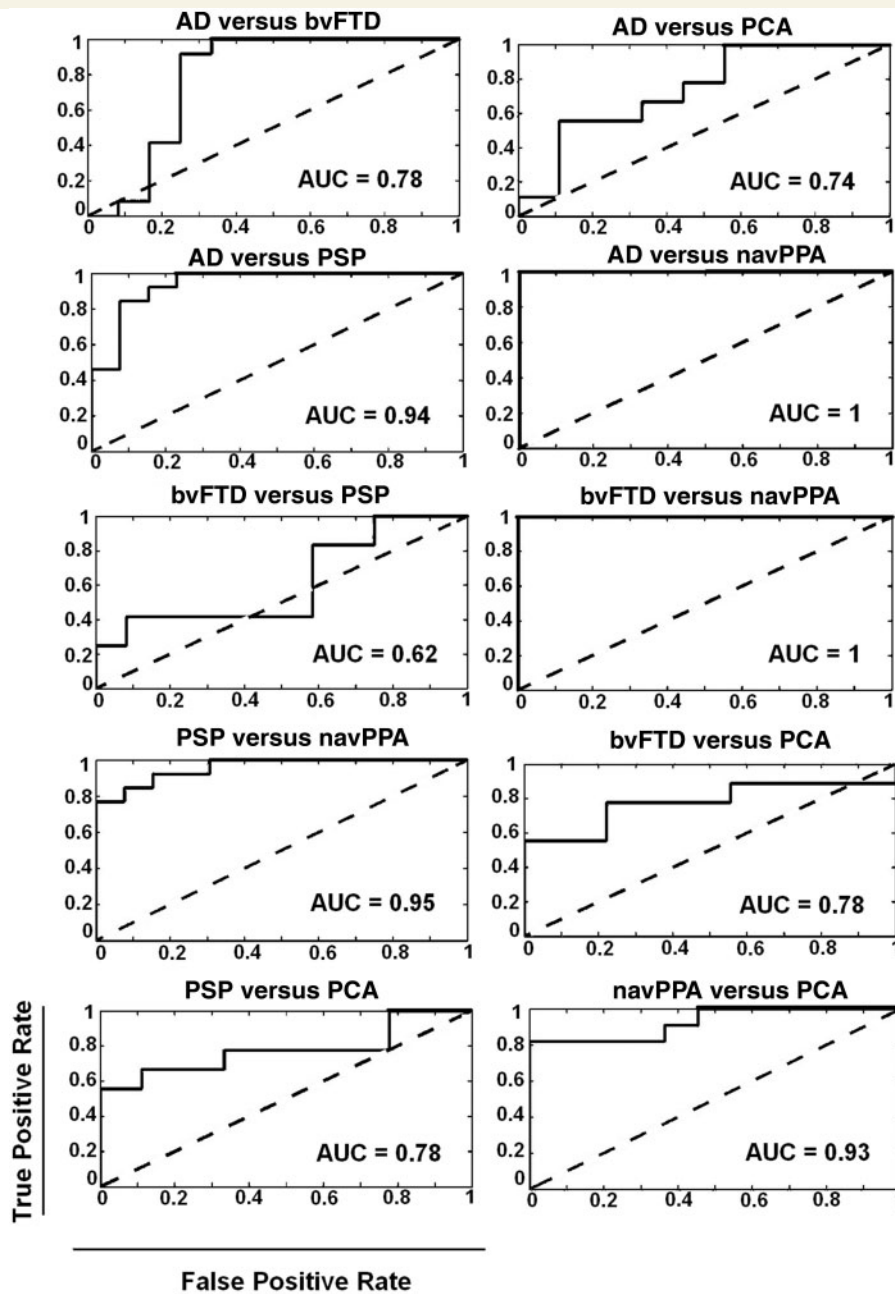 AD versus bvFTD
1
0.8
0.6
0.4
0.2
0
AUC = 0.78
0 0.2 0.4 0.6 0.8 1
AD versus PCA
1
0.8
0.6
0.4
0.2
0
AUC = 0.74
0 0.2 0.4 0.6 0.8 1
AD versus PSP
1
0.8
0.6
0.4
0.2
0
AUC = 0.94
0 0.2 0.4 0.6 0.8 1
AD versus navPPA
1
0.8
0.6
0.4
0.2
0
AUC = 1
0 0.2 0.4 0.6 0.8 1
bvFTD versus PSP
1
0.8
0.6
0.4
0.2
0
AUC = 0.62
0 0.2 0.4 0.6 0.8 1
bvFTD versus navPPA
1
0.8
0.6
0.4
0.2
0
AUC = 1
0 0.2 0.4 0.6 0.8 1
PSP versus navPPA
1
0.8
0.6
0.4
0.2
0
AUC = 0.95
0 0.2 0.4 0.6 0.8 1
bvFTD versus PCA
1
0.8
0.6
0.4
0.2
0
AUC = 0.78
0 0.2 0.4 0.6 0.8
PSP versus PCA
1
0.8
0.6
0.4
0.2
0
AUC = 0.78
0 0.2 0.4 0.6 0.8 1
navPPA versus PCA
1
0.8
0.6
0.4
0.2
0
AUC = 0.93
0 0.2 0.4 0.6 0.8
True Positive Rate
False Positive Rate